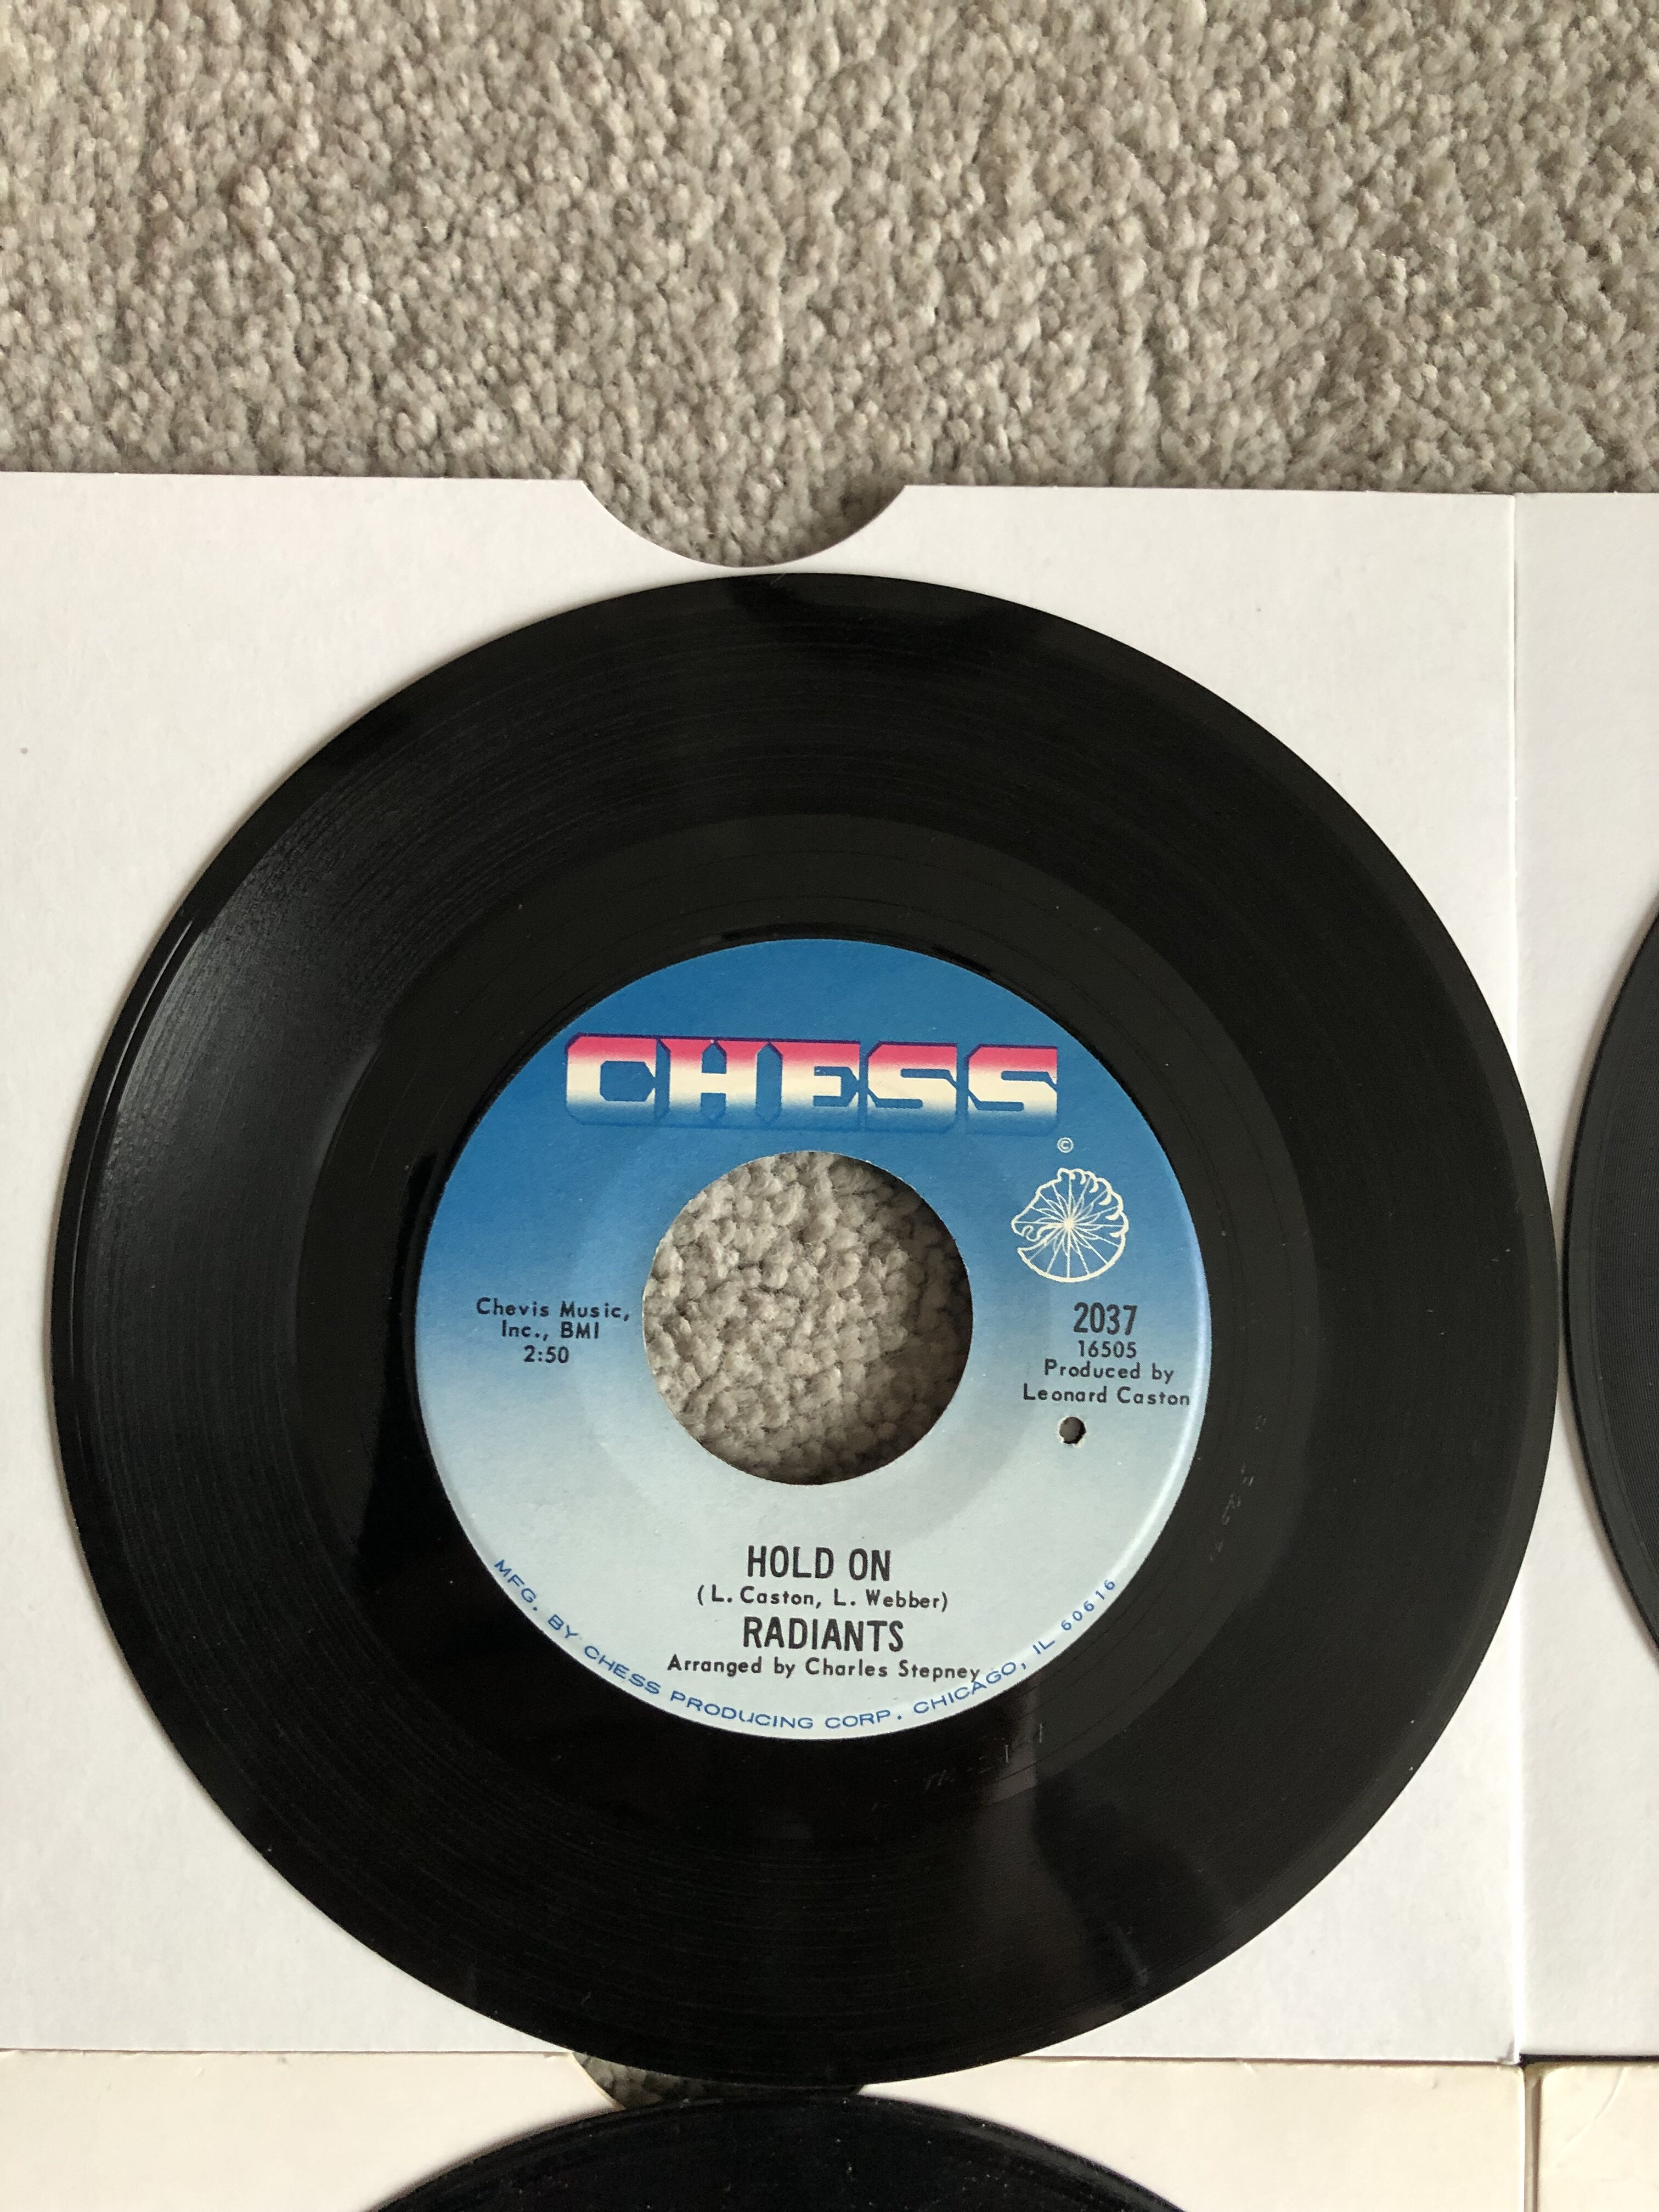 CHESS
©
Chevis Music,
Inc., BMI
2:50
2037
16505
Produced by
Leonard Caston
HOLD ON
(L. Caston, L. Webber)
RADIANTS
Arranged by Charles Stepney
MFG. BY CHESS PRODUCING CORP. CHICAGO, IL 60616